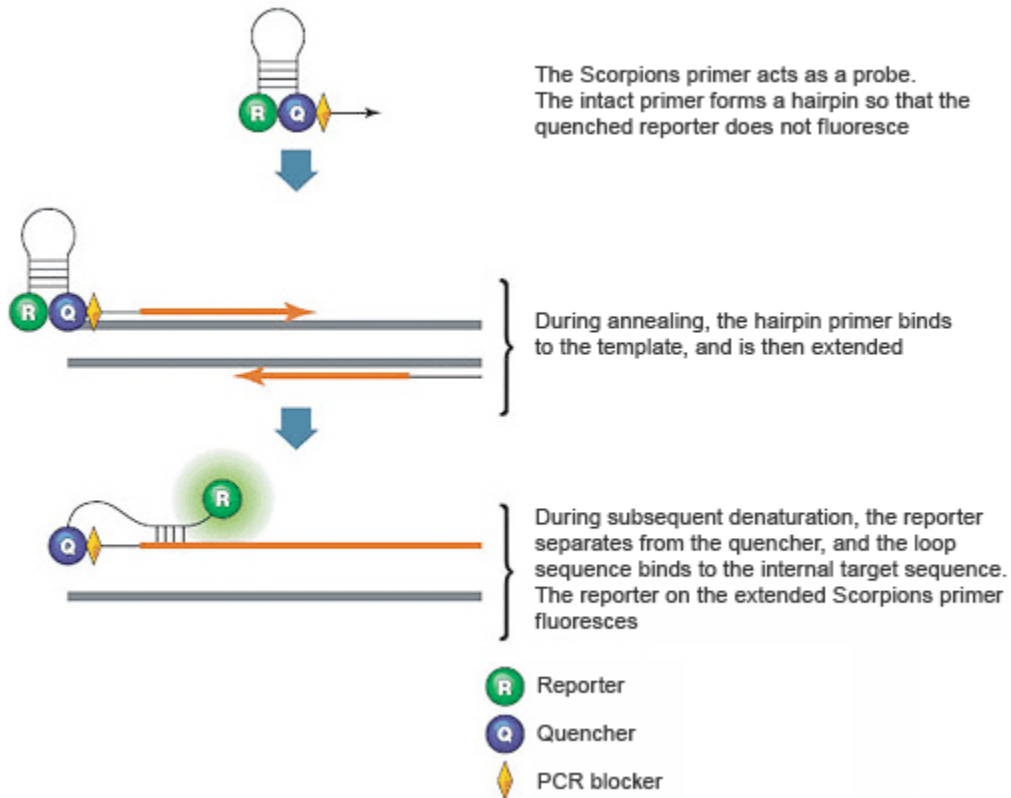 The Scorpions primer acts as a probe.
The intact primer forms a hairpin so that the
quenched reporter does not fluoresce
R Q
R Q
During annealing, the hairpin primer binds
to the template, and is then extended
R
Q
During subsequent denaturation, the reporter
separates from the quencher, and the loop
sequence binds to the internal target sequence.
The reporter on the extended Scorpions primer
fluoresces
R Reporter
Q Quencher
PCR blocker